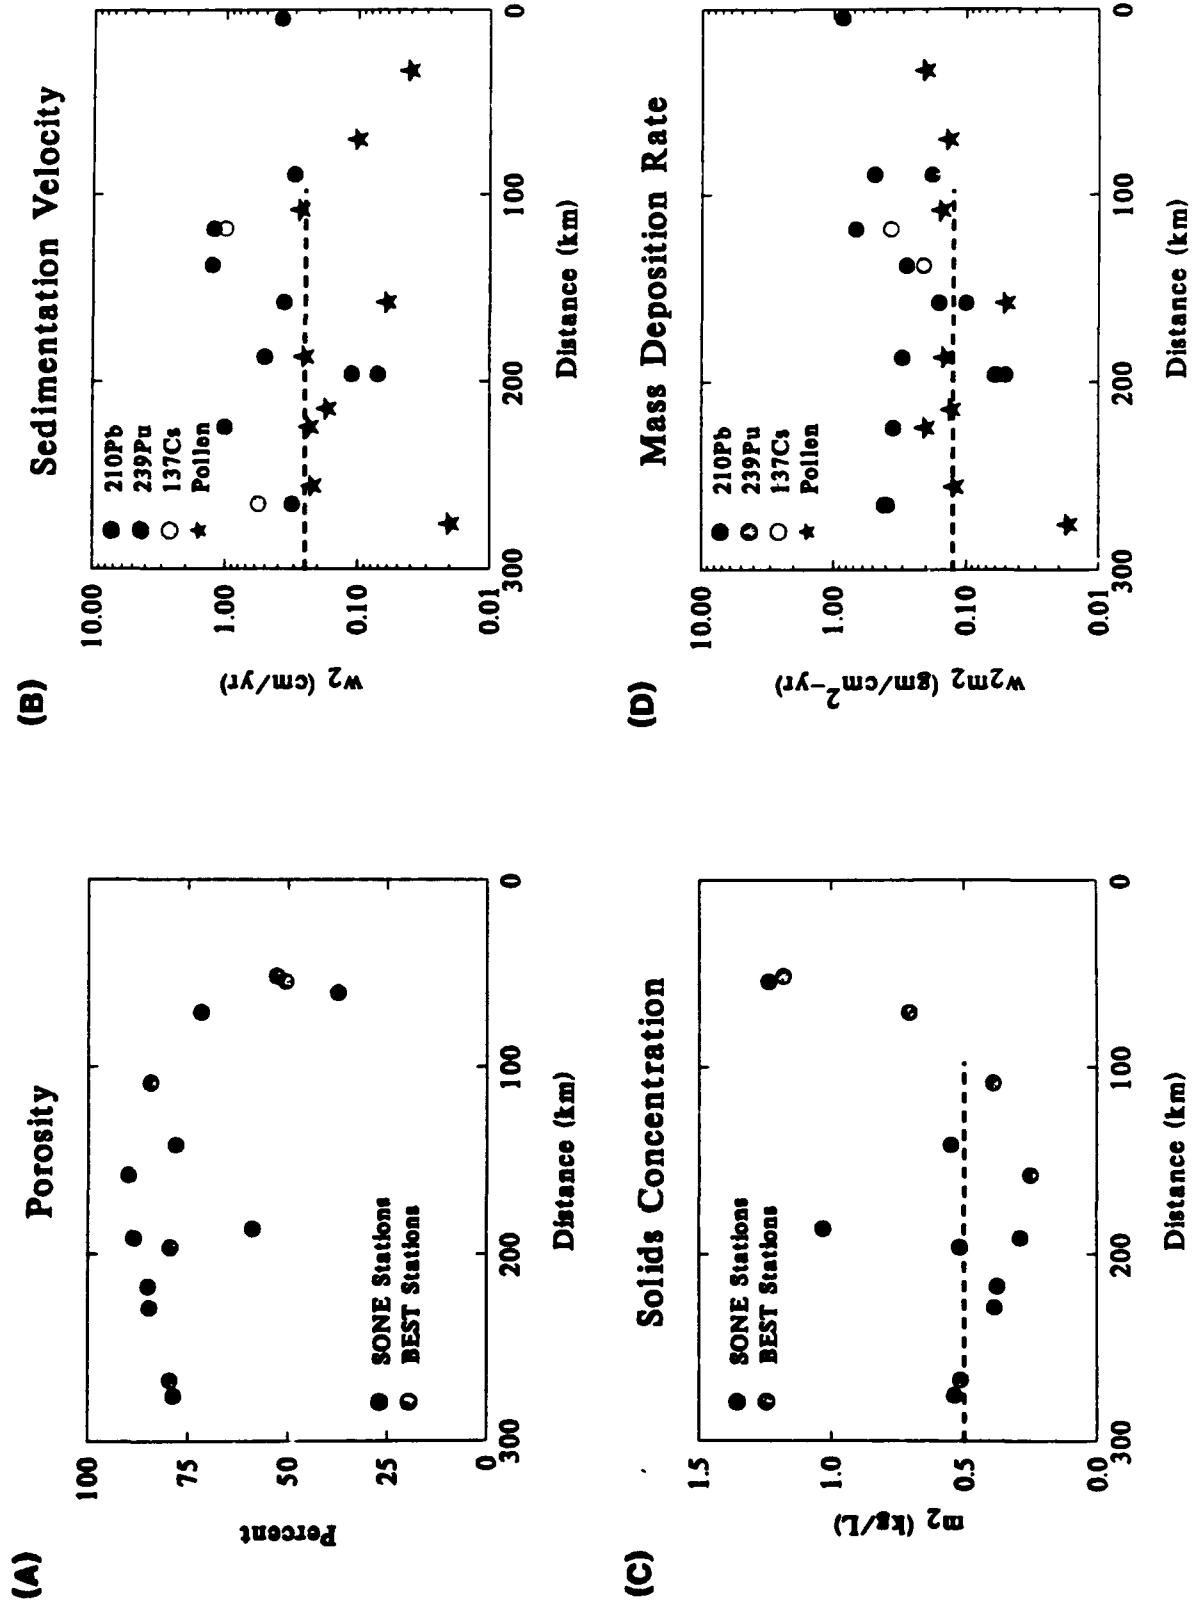 (A)
Porosity
100
75
50
25
0
Percent
SONE Stations
BEST Stations
300
200
100
0
Distance (km)
(B)
Sedimentation Velocity
10.00
1.00
0.10
0.01
w2 (cm/yr)
210Pb
239Pu
137Cs
Pollen
300
200
100
0
Distance (km)
(C)
Solids Concentration
1.5
1.0
0.5
0.0
m2 (kg/L)
SONE Stations
BEST Stations
300
200
100
0
Distance (km)
(D)
Mass Deposition Rate
10.00
1.00
0.10
0.01
w2m2 (gm/cm2-yr)
210Pb
239Pu
137Cs
Pollen
300
200
100
0
Distance (km)